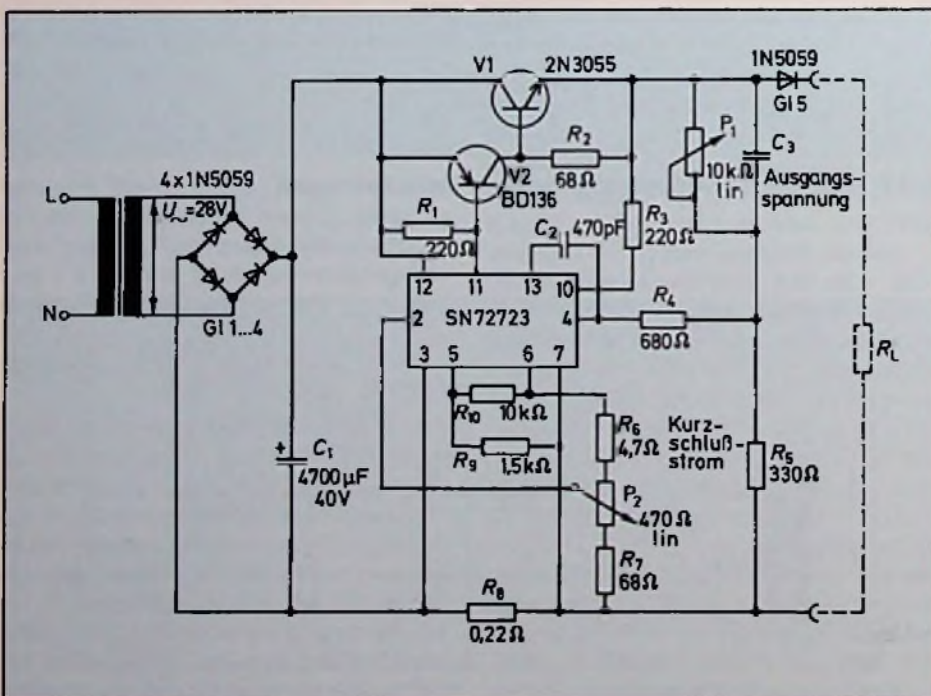 V1
2N3055
1N5059
GI 5
P₁
10kΩ
lin
C₃
Ausgangs-
spannung
R₂
68Ω
V2
BD136
4x1N5059
L
U~=28V
N
GI 1...4
R₁
220Ω
C₂
470pF
R₃
220Ω
12
11
13
10
2
SN72723
4
3
5
6
7
R₄
680Ω
R_L
R₁₀
10kΩ
R₉
1,5kΩ
R₆
4,7Ω
Kurz-
schluß-
strom
+
C₁
4700µF
40V
P₂
470Ω
lin
R₅
330Ω
R₇
68Ω
R₈
0,22Ω